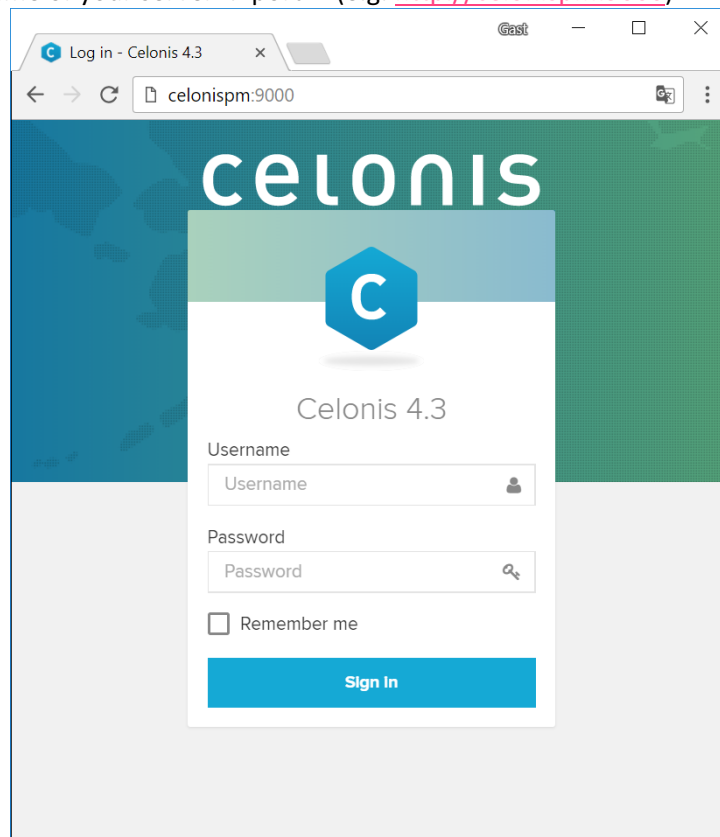 Gast
Log in - Celonis 4.3
celonispm:9000
celonis
C
Celonis 4.3
Username
Username
Password
Password
Remember me
Sign in